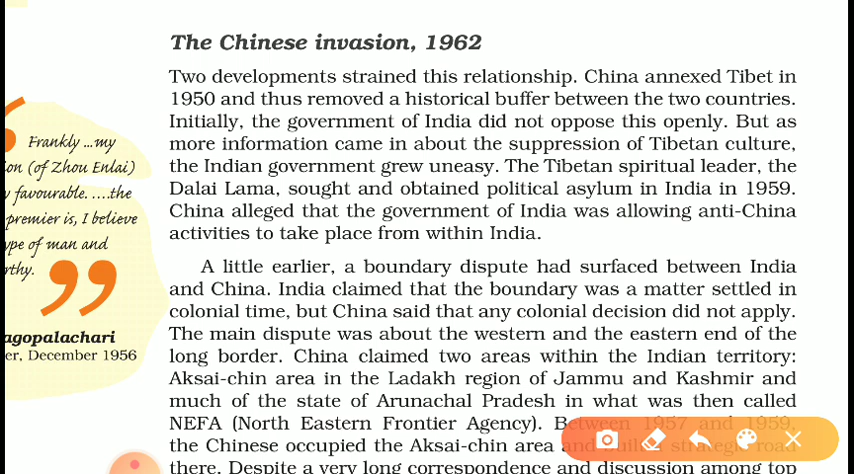 The Chinese invasion, 1962
Two developments strained this relationship. China annexed Tibet in
1950 and thus removed a historical buffer between the two countries.
Initially, the government of India did not oppose this openly. But as
more information came in about the suppression of Tibetan culture,
the Indian government grew uneasy. The Tibetan spiritual leader, the
Dalai Lama, sought and obtained political asylum in India in 1959.
China alleged that the government of India was allowing anti-China
activities to take place from within India.
A little earlier, a boundary dispute had surfaced between India
and China. India claimed that the boundary was a matter settled in
colonial time, but China said that any colonial decision did not apply.
The main dispute was about the western and the eastern end of the
long border. China claimed two areas within the Indian territory:
Aksai-chin area in the Ladakh region of Jammu and Kashmir and
much of the state of Arunachal Pradesh in what was then called
NEFA (North Eastern Frontier Agency). Between 1957 and 1959,
the Chinese occupied the Aksai-chin area and built a strategic road
there. Despite a very long correspondence and discussion among top
Frankly ...my
ion (of Zhou Enlai)
favourable. ....the
premier is, I believe
ype of man and
rthy.
”
agopalachari
er, December 1956